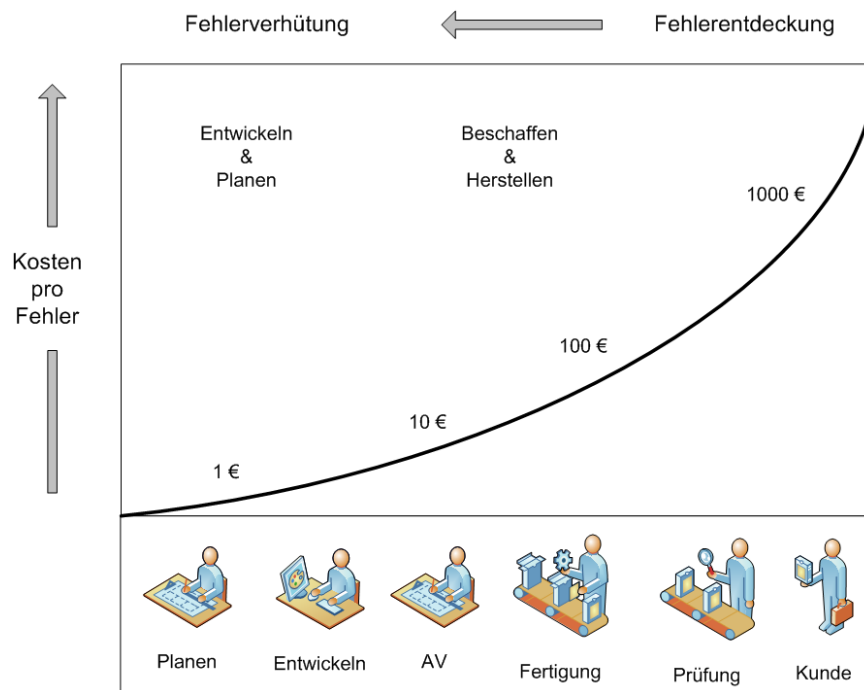 Fehlerverhütung
Fehlerentdeckung
Entwickeln
&
Planen
Beschaffen
&
Herstellen
1000 €
Kosten
pro
Fehler
100 €
10 €
1 €
Planen
Entwickeln
AV
Fertigung
Prüfung
Kunde